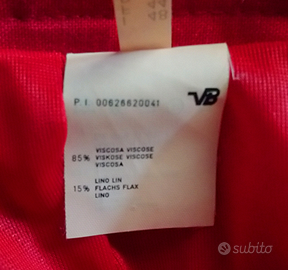 P I 00626620041
VB
VISCOSA VISCOSE
85% VISKOSE VISCOSE
VISCOSA
LINO LIN
15% FLACHS FLAX
LINO
subito